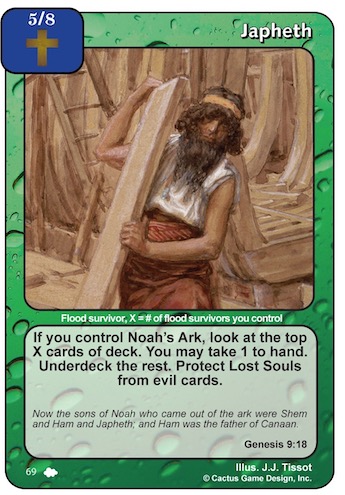 5/8
Japheth
Flood survivor, X = # of flood survivors you control
If you control Noah's Ark, look at the top
X cards of deck. You may take 1 to hand.
Underdeck the rest. Protect Lost Souls
from evil cards.
Now the sons of Noah who came out of the ark were Shem
and Ham and Japheth; and Ham was the father of Canaan.
Genesis 9:18
69
Illus. J.J. Tissot
© Cactus Game Design, Inc.